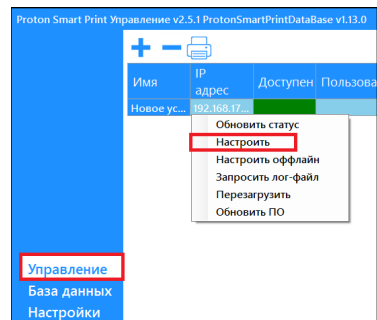 Proton Smart Print Управление v2.5.1 ProtonSmartPrintDataBase v1.13.0
Имя IP адрес Доступен Пользова
Новое ус... 192.168.17...
Обновить статус
Настроить
Настроить оффлайн
Запросить лог-файл
Перезагрузить
Обновить ПО
Управление
База данных
Настройки